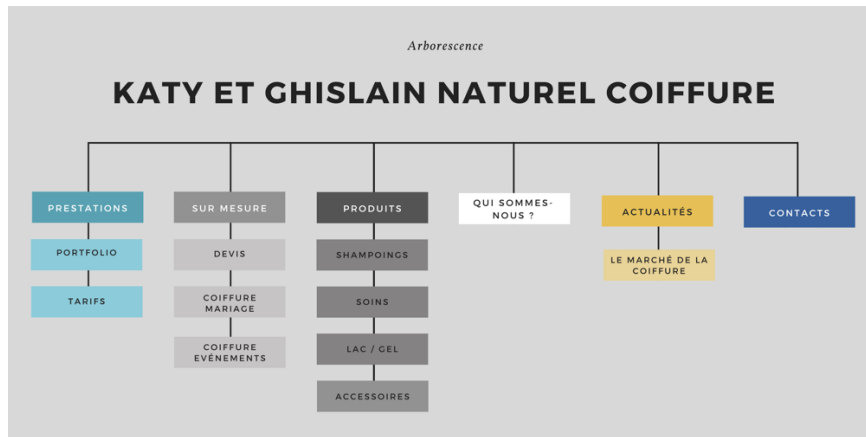 Arborescence
KATY ET GHISLAIN NATUREL COIFFURE
PRESTATIONS
PORTFOLIO
TARIFS
SUR MESURE
DEVIS
COIFFURE
MARIAGE
COIFFURE
EVÉNEMENTS
PRODUITS
SHAMPOINGS
SOINS
LAC / GEL
ACCESSOIRES
QUI SOMMES-
NOUS ?
ACTUALITÉS
LE MARCHÉ DE LA
COIFFURE
CONTACTS